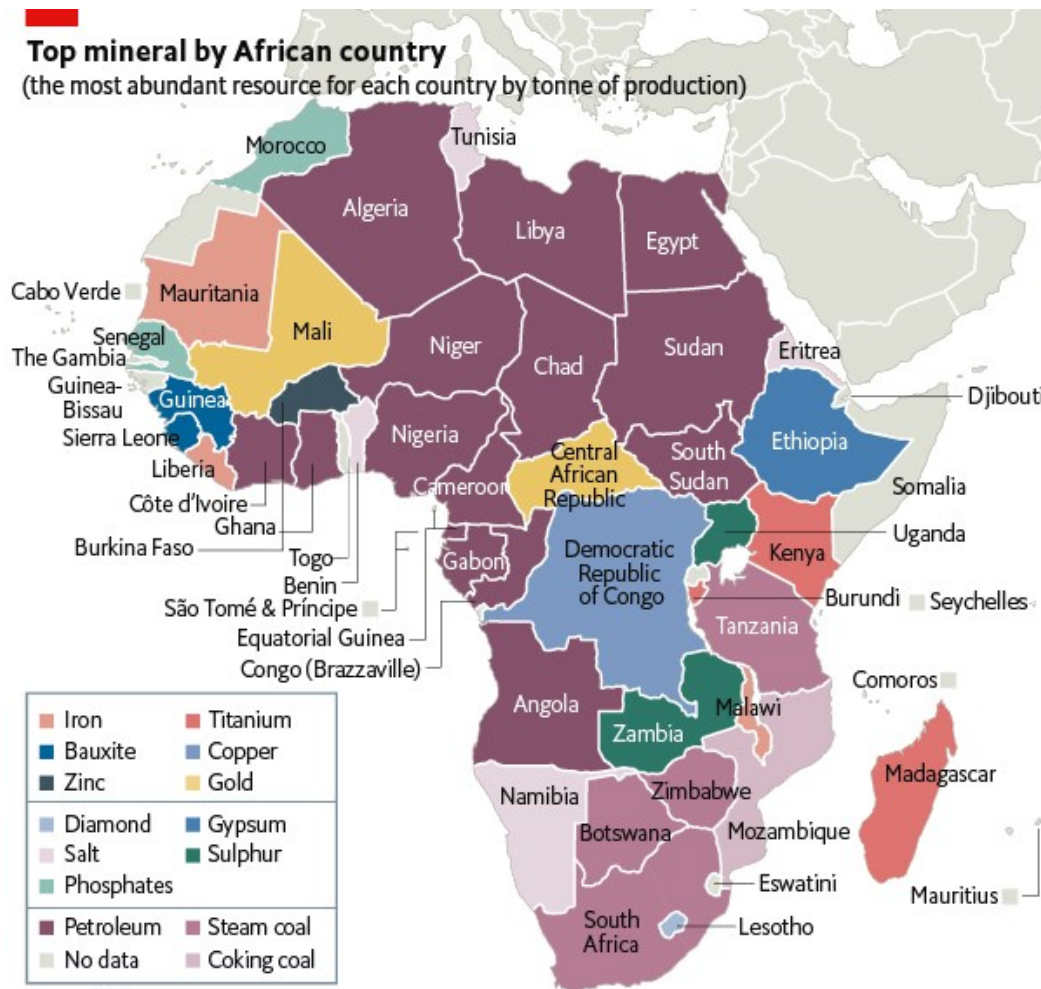 Top mineral by African country
(the most abundant resource for each country by tonne of production)
Morocco
Tunisia
Algeria
Libya
Egypt
Cabo Verde
Mauritania
Mali
Niger
Chad
Sudan
Eritrea
Senegal
The Gambia
Guinea-
Bissau
Guinea
Sierra Leone
Liberia
Côte d'Ivoire
Ghana
Burkina Faso
Togo
Benin
Nigeria
Cameroon
Central
African
Republic
South
Sudan
Ethiopia
Djibouti
Somalia
Uganda
Kenya
Gabon
São Tomé & Príncipe
Equatorial Guinea
Congo (Brazzaville)
Democratic
Republic
of Congo
Burundi
Seychelles
Tanzania
Comoros
Angola
Zambia
Malawi
Madagascar
Namibia
Zimbabwe
Botswana
Mozambique
Eswatini
Mauritius
South
Africa
Lesotho
Iron
Titanium
Bauxite
Copper
Zinc
Gold
Diamond
Gypsum
Salt
Sulphur
Phosphates
Petroleum
Steam coal
No data
Coking coal